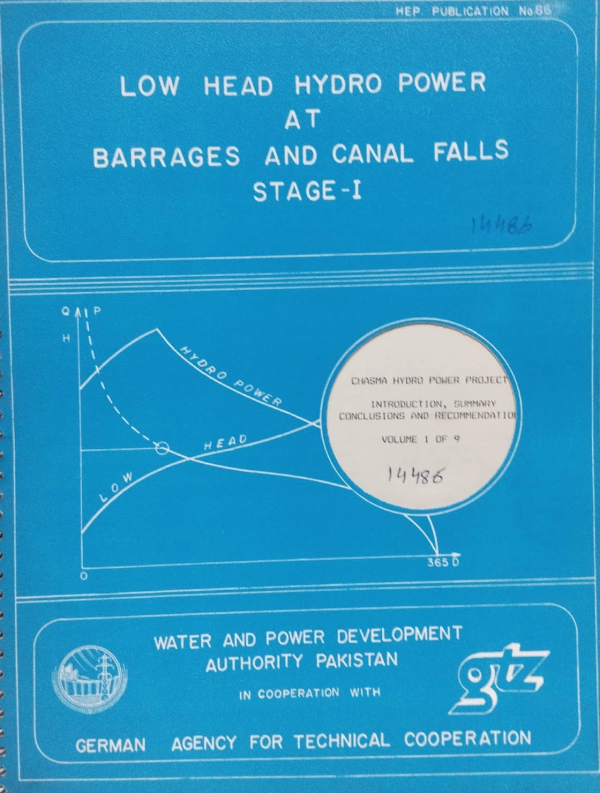 HEP. PUBLICATION No.86
LOW HEAD HYDRO POWER
AT
BARRAGES AND CANAL FALLS
STAGE-I
14486
Q P
H
HYDRO POWER
LOW HEAD
0
365 D
CHASMA HYDRO POWER PROJECT
INTRODUCTION, SUMMARY
CONCLUSIONS AND RECOMMENDATIO
VOLUME 1 OF 9
14486
WATER AND POWER DEVELOPMENT
AUTHORITY PAKISTAN
IN COOPERATION WITH
gtz
GERMAN AGENCY FOR TECHNICAL COOPERATION